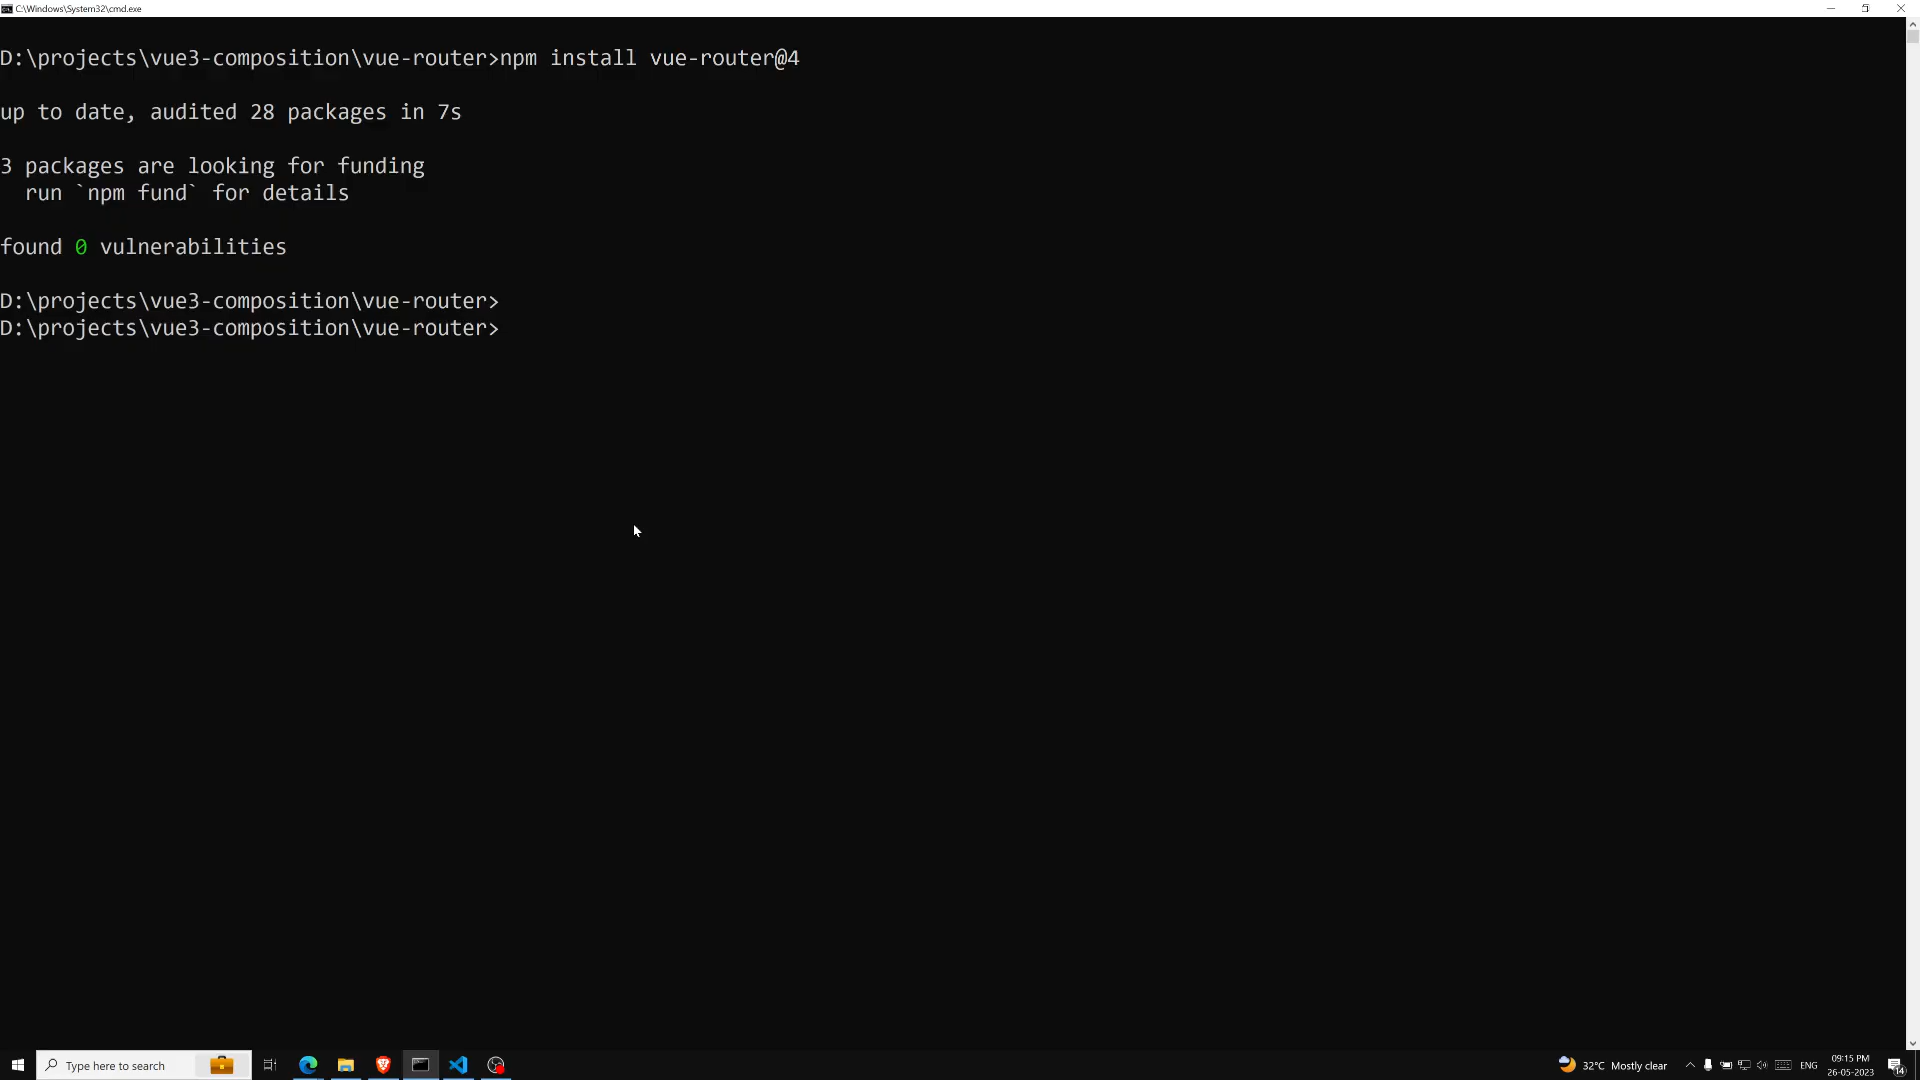 C:\Windows\System32\cmd.exe
D:\projects\vue3-composition\vue-router>npm install vue-router@4
up to date, audited 28 packages in 7s
3 packages are looking for funding
  run `npm fund` for details
found 0 vulnerabilities
D:\projects\vue3-composition\vue-router>
D:\projects\vue3-composition\vue-router>
Type here to search
32°C Mostly clear
ENG
09:15 PM
26-05-2023
14